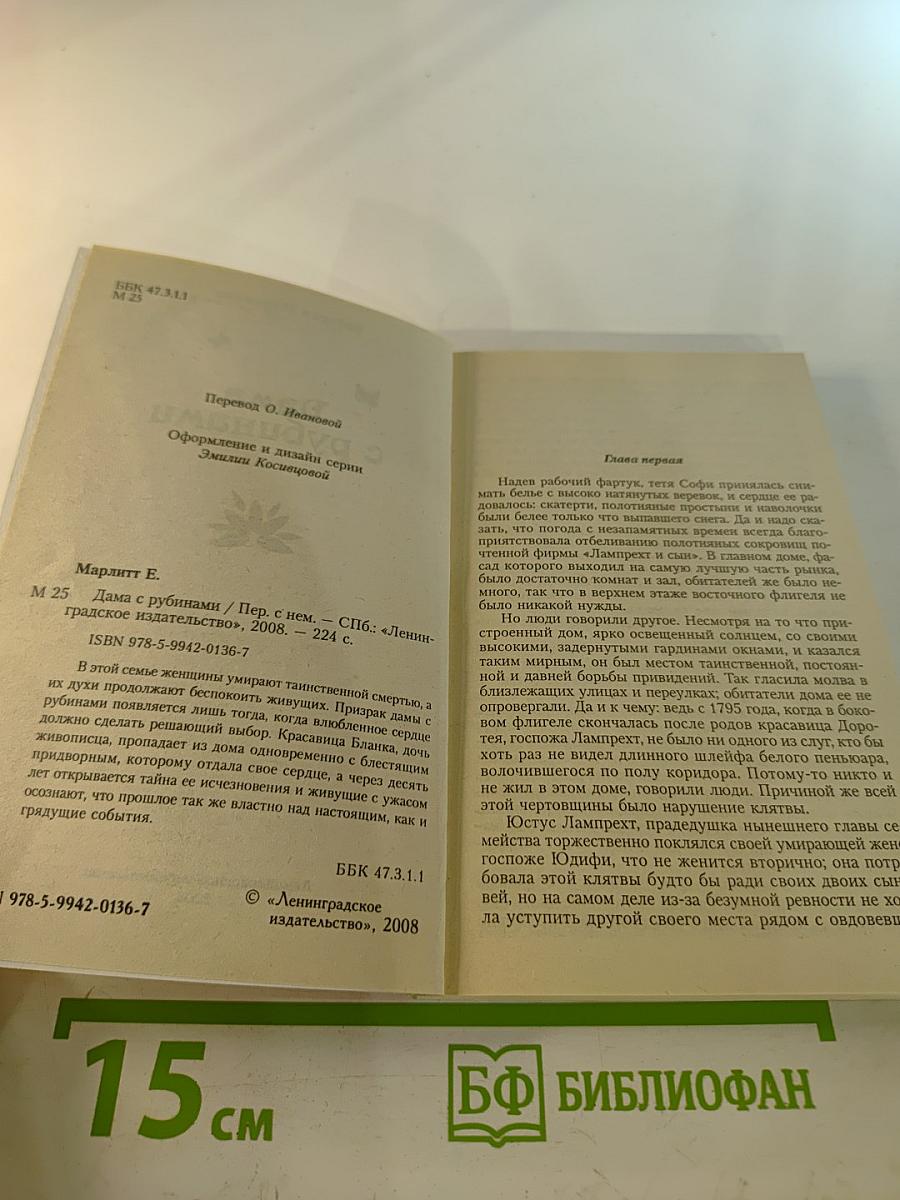 ББК 47.3.1.1
М 25
Перевод О. Ивановой
Оформление и дизайн серии
Эмилии Косивцовой
Марлитт Е.
М 25 Дама с рубинами / Пер. с нем. — СПб.: «Ленин-
градское издательство», 2008. — 224 с.
ISBN 978-5-9942-0136-7
В этой семье женщины умирают таинственной смертью, а
их духи продолжают беспокоить живущих. Призрак дамы с
рубинами появляется лишь тогда, когда влюбленное сердце
должно сделать решающий выбор. Красавица Бланка, дочь
живописца, пропадает из дома одновременно с блестящим
придворным, которому отдала свое сердце, а через десять
лет открывается тайна ее исчезновения и живущие с ужасом
осознают, что прошлое так же властно над настоящим, как и
грядущие события.
ББК 47.3.1.1
N 978-5-9942-0136-7
© «Ленинградское
издательство», 2008
Глава первая
Надев рабочий фартук, тетя Софи принялась сни-
мать белье с высоко натянутых веревок, и сердце ее ра-
довалось: скатерти, полотняные простыни и наволочки
были белее только что выпавшего снега. Да и надо ска-
зать, что погода с незапамятных времен всегда благо-
приятствовала отбеливанию полотняных сокровищ по-
чтенной фирмы «Лампрехт и сын». В главном доме, фа-
сад которого выходил на самую лучшую часть рынка,
было достаточно комнат и зал, обитателей же было не-
много, так что в верхнем этаже восточного флигеля не
было никакой нужды.
Но люди говорили другое. Несмотря на то что при-
строенный дом, ярко освещенный солнцем, со своими
высокими, задернутыми гардинами окнами, и казался
таким мирным, он был местом таинственной, постоян-
ной и давней борьбы привидений. Так гласила молва в
близлежащих улицах и переулках; обитатели дома ее не
опровергали. Да и к чему: ведь с 1795 года, когда в боко-
вом флигеле скончалась после родов красавица Доро-
тея, госпожа Лампрехт, не было ни одного из слуг, кто бы
хоть раз не видел длинного шлейфа белого пеньюара,
волочившегося по полу коридора. Потому-то никто и
не жил в этом доме, говорили люди. Причиной же всей
этой чертовщины было нарушение клятвы.
Юстус Лампрехт, прадедушка нынешнего главы се
мейства торжественно поклялся своей умирающей жен
госпоже Юдифи, что не женится вторично; она потр
бовала этой клятвы будто бы ради своих двоих сын
вей, но на самом деле из-за безумной ревности не хо
ла уступить другой своего места рядом с овдовевш
15 см
БФ БИБЛИОФАН